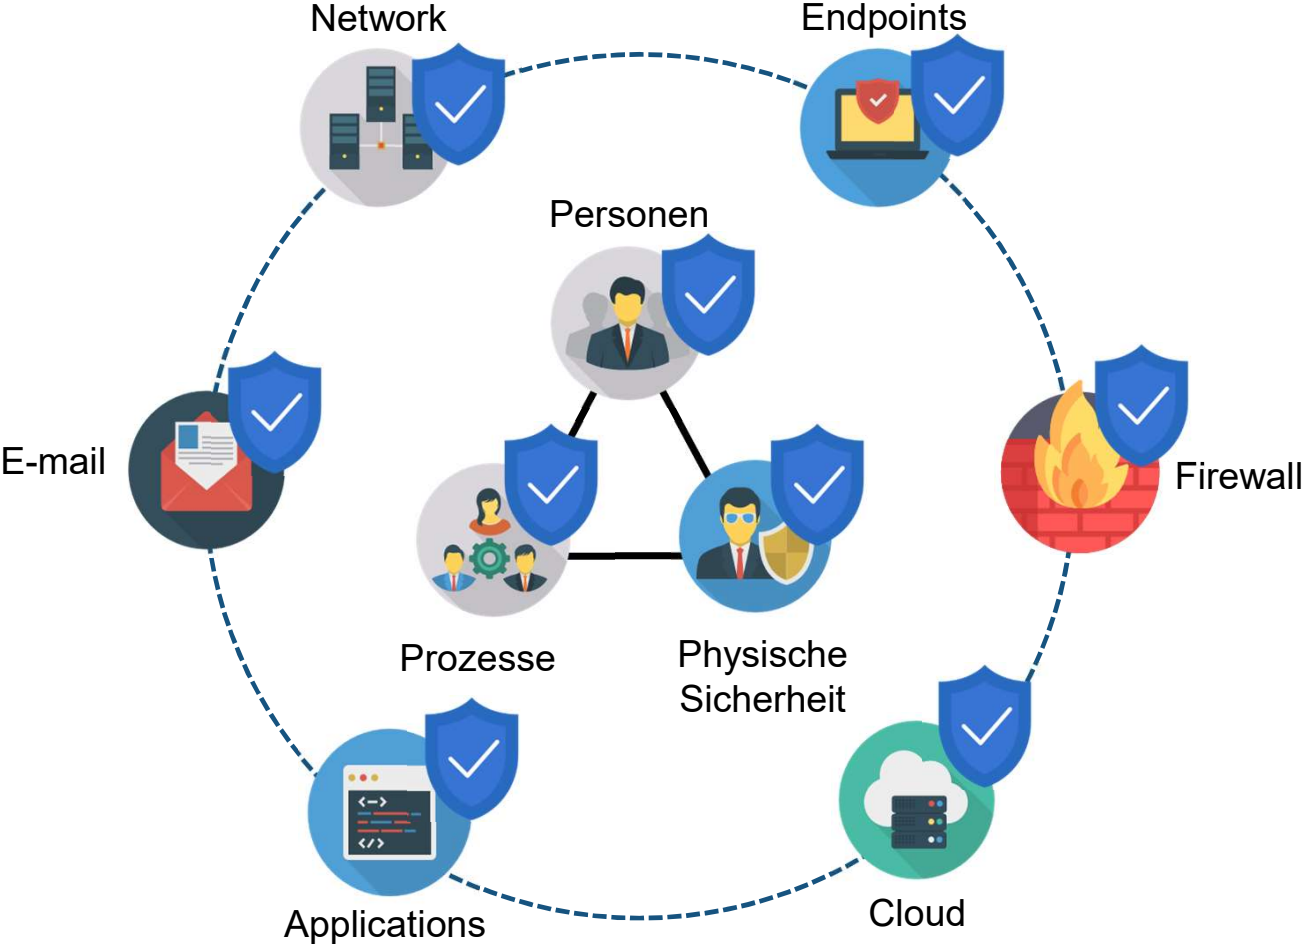 Network
Endpoints
Personen
E-mail
Firewall
Prozesse
Physische
Sicherheit
Applications
Cloud